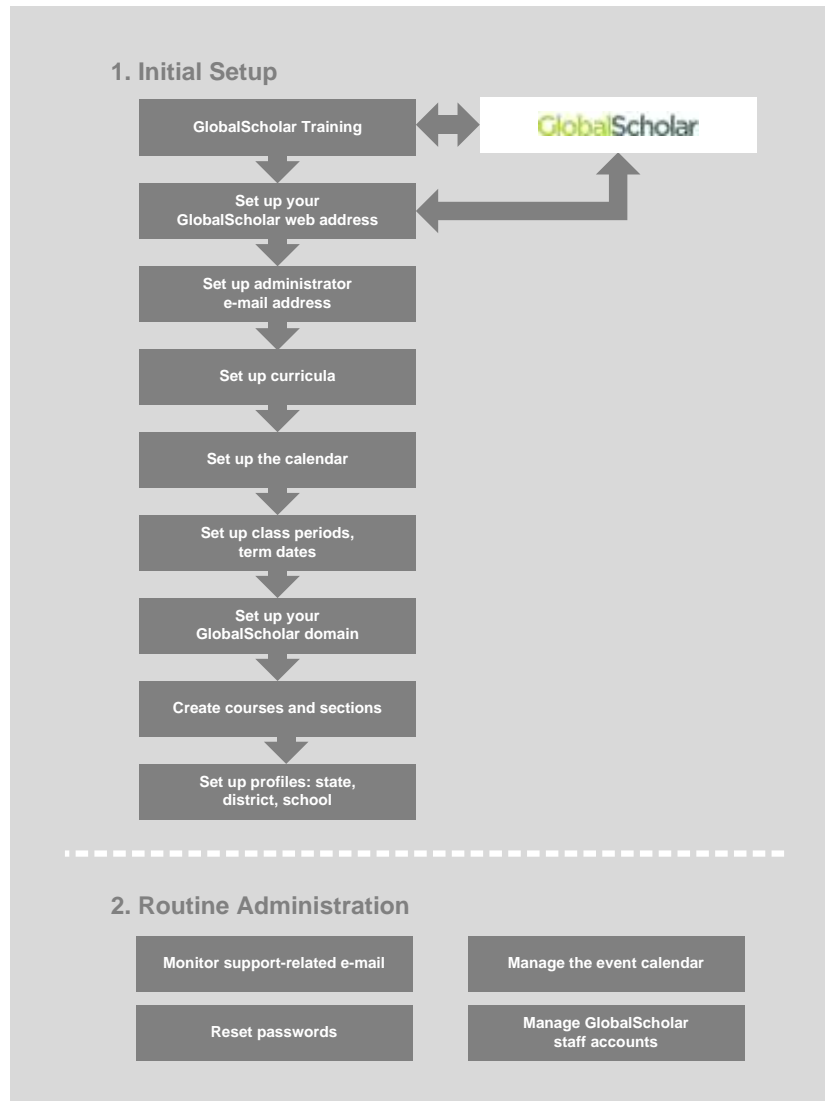 1. Initial Setup
GlobalScholar Training
GlobalScholar
Set up your
GlobalScholar web address
Set up administrator
e-mail address
Set up curricula
Set up the calendar
Set up class periods,
term dates
Set up your
GlobalScholar domain
Create courses and sections
Set up profiles: state,
district, school
2. Routine Administration
Monitor support-related e-mail
Manage the event calendar
Reset passwords
Manage GlobalScholar
staff accounts